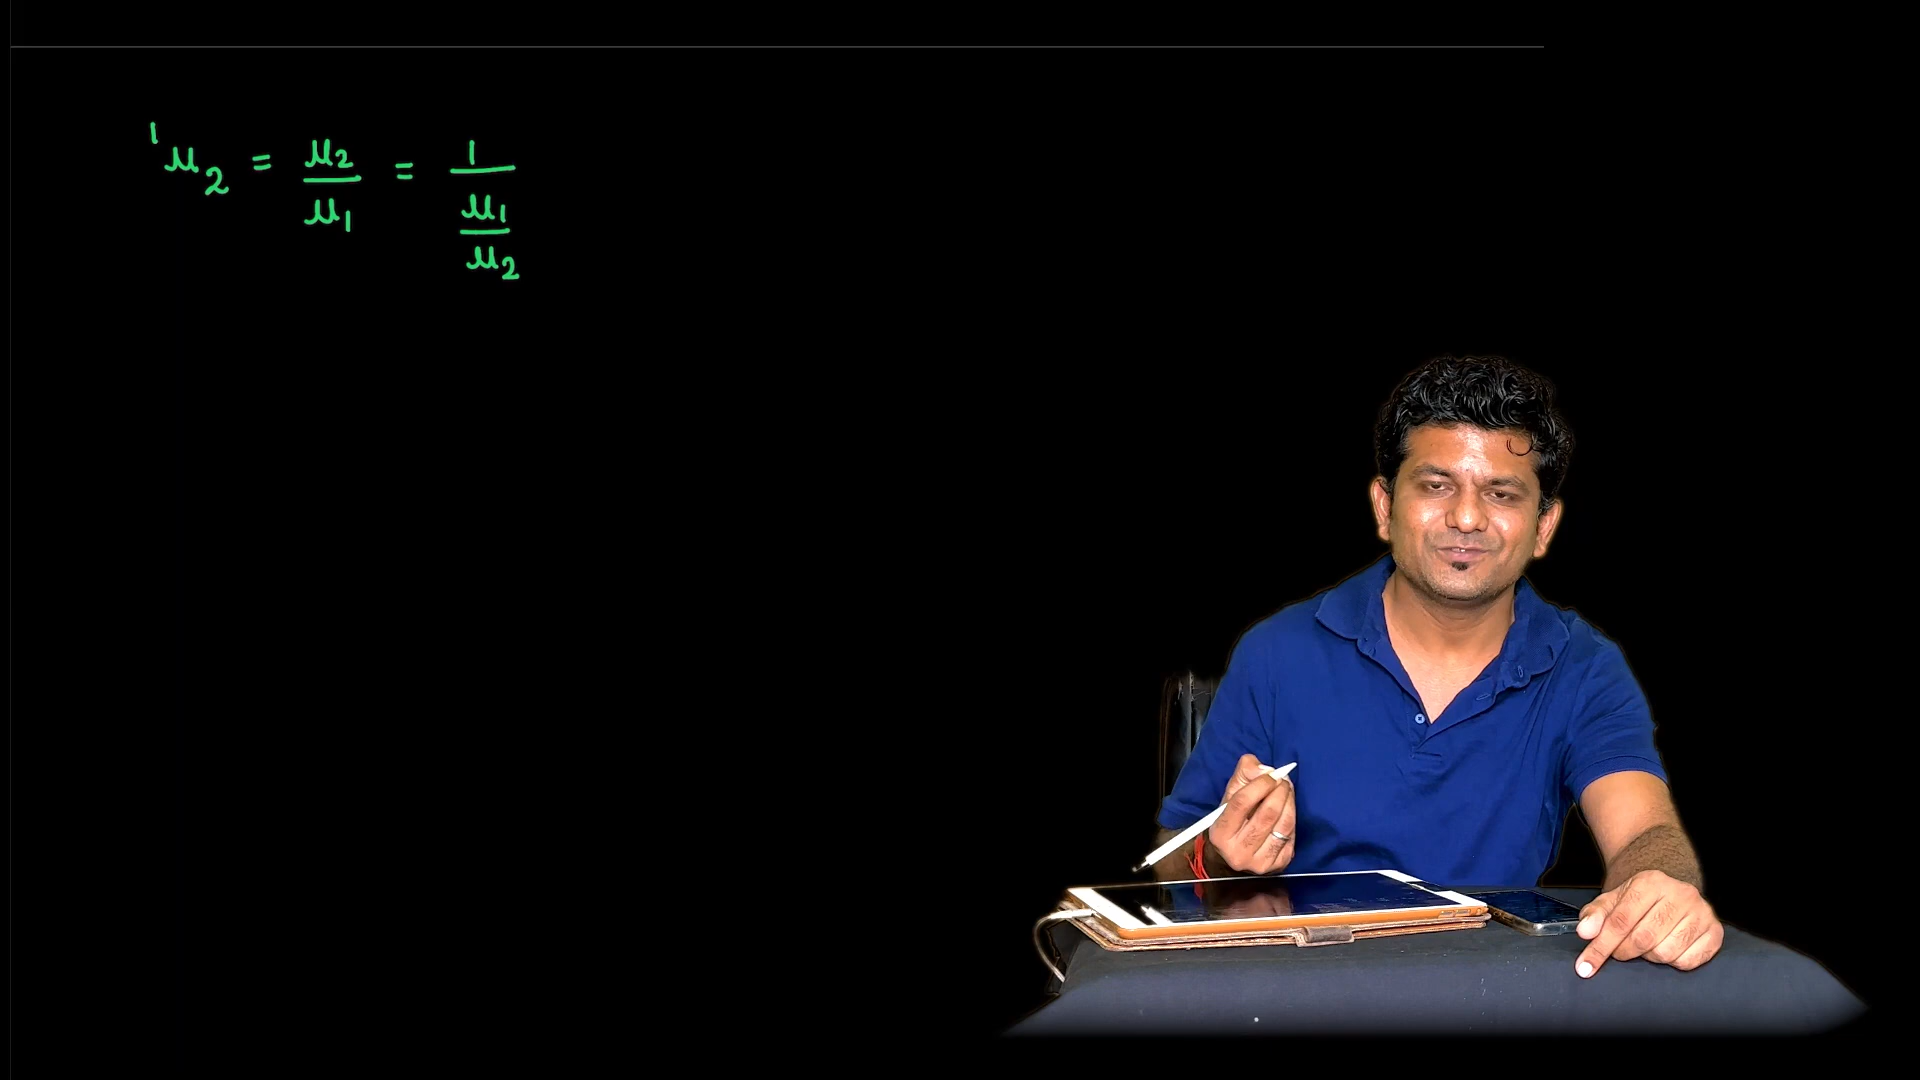 ¹μ₂ = μ₂/μ₁ = 1/(μ₁/μ₂)